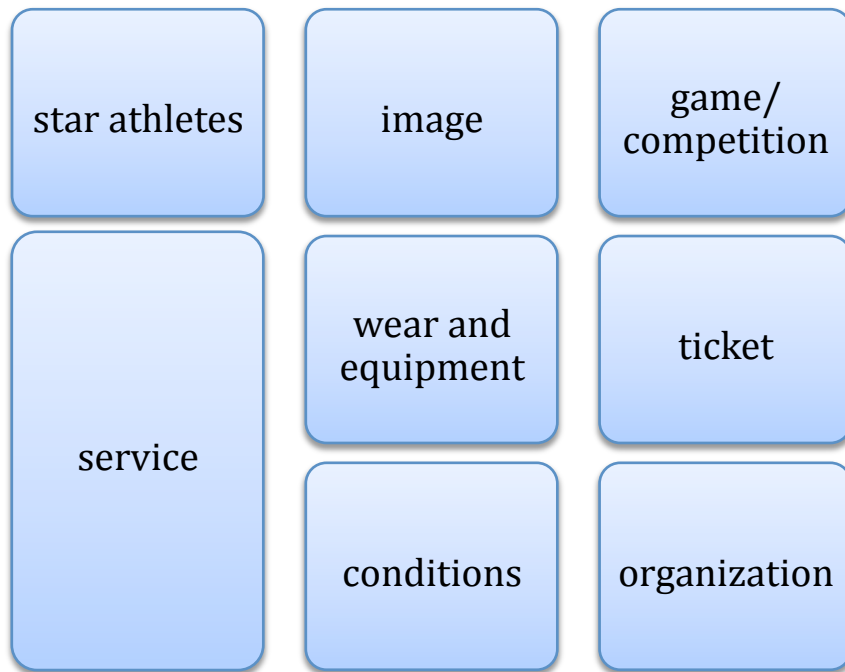 star athletes
image
game/
competition
service
wear and
equipment
ticket
conditions
organization